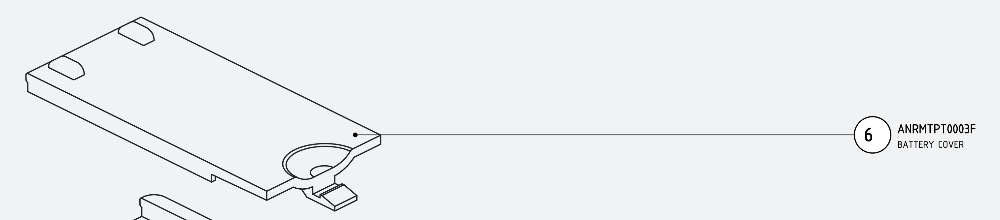 6
ANRMTPT0003F
BATTERY COVER